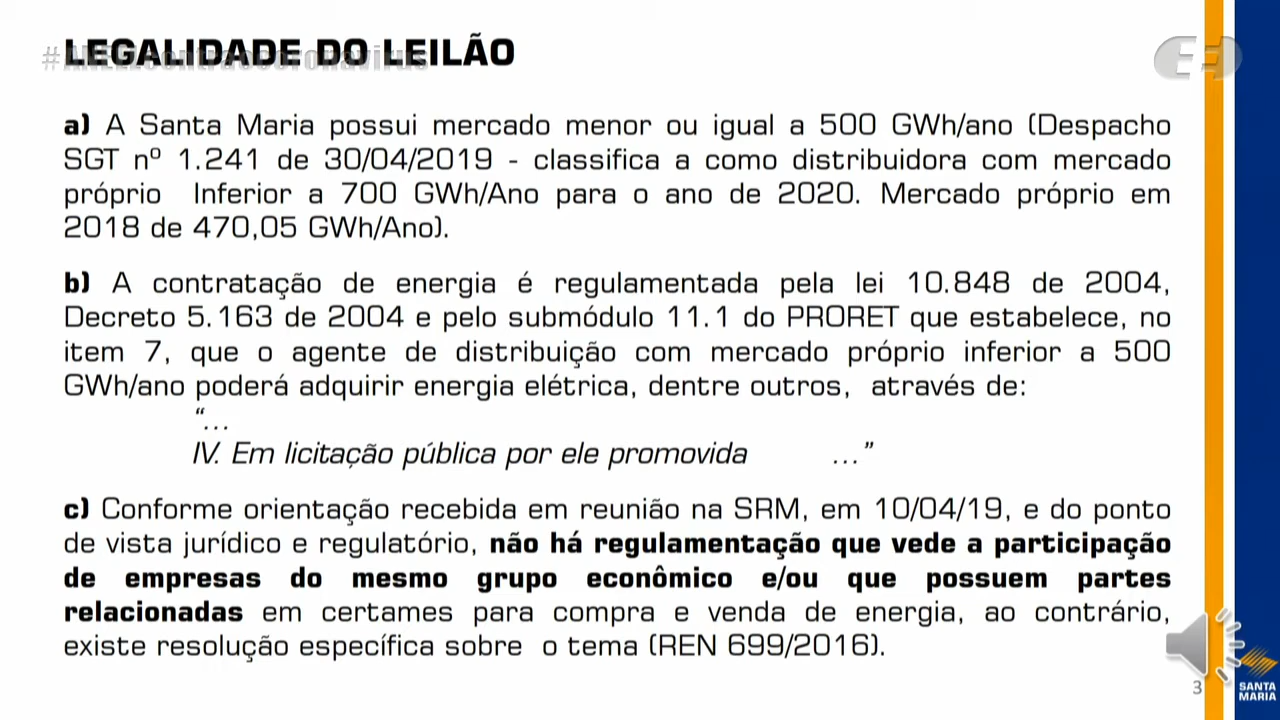 LEGALIDADE DO LEILÃO
#ANEELcontraocoronavirus
a) A Santa Maria possui mercado menor ou igual a 500 GWh/ano (Despacho
SGT nº 1.241 de 30/04/2019 - classifica a como distribuidora com mercado
próprio Inferior a 700 GWh/Ano para o ano de 2020. Mercado próprio em
2018 de 470,05 GWh/Ano).
b) A contratação de energia é regulamentada pela lei 10.848 de 2004,
Decreto 5.163 de 2004 e pelo submódulo 11.1 do PRORET que estabelece, no
item 7, que o agente de distribuição com mercado próprio inferior a 500
GWh/ano poderá adquirir energia elétrica, dentre outros, através de:
“...
IV. Em licitação pública por ele promovida ...”
c) Conforme orientação recebida em reunião na SRM, em 10/04/19, e do ponto
de vista jurídico e regulatório, não há regulamentação que vede a participação
de empresas do mesmo grupo econômico e/ou que possuem partes
relacionadas em certames para compra e venda de energia, ao contrário,
existe resolução específica sobre o tema (REN 699/2016).
3
SANTA
MARIA